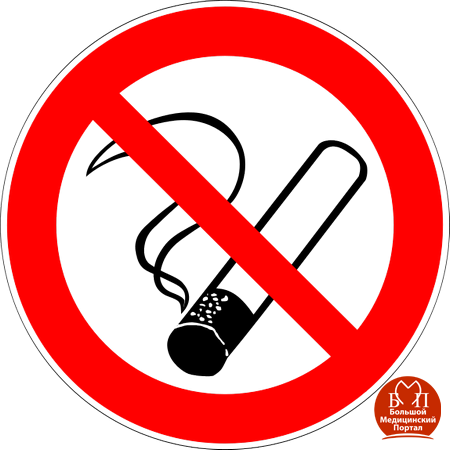 БМП
Большой
Медицинский
Портал